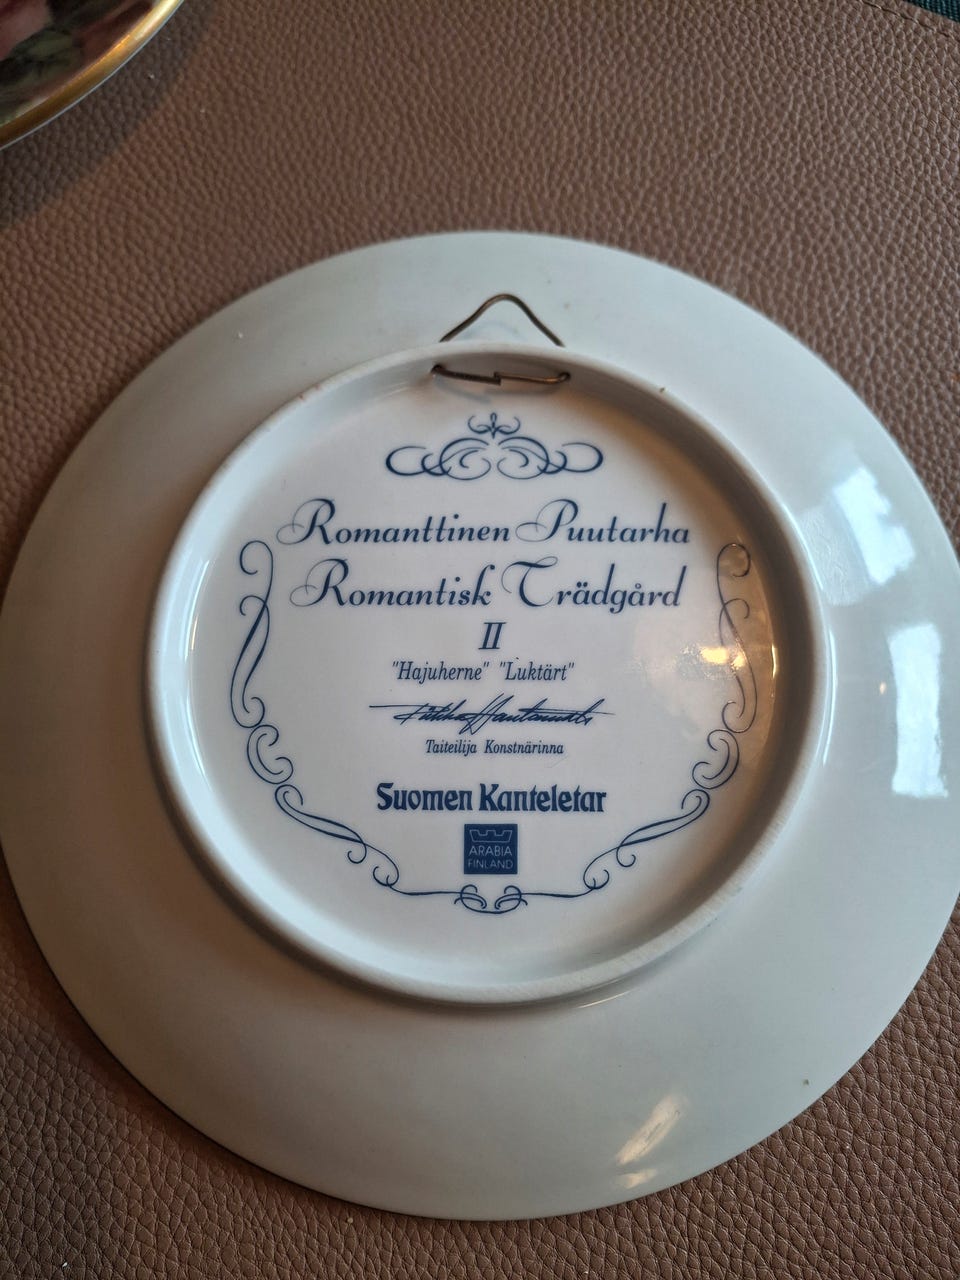 Romanttinen Puutarha
Romantisk Trädgård
II
"Hajuherne" "Luktärt"
Taiteilija Konstnärinna
Suomen Kanteletar
ARABIA
FINLAND